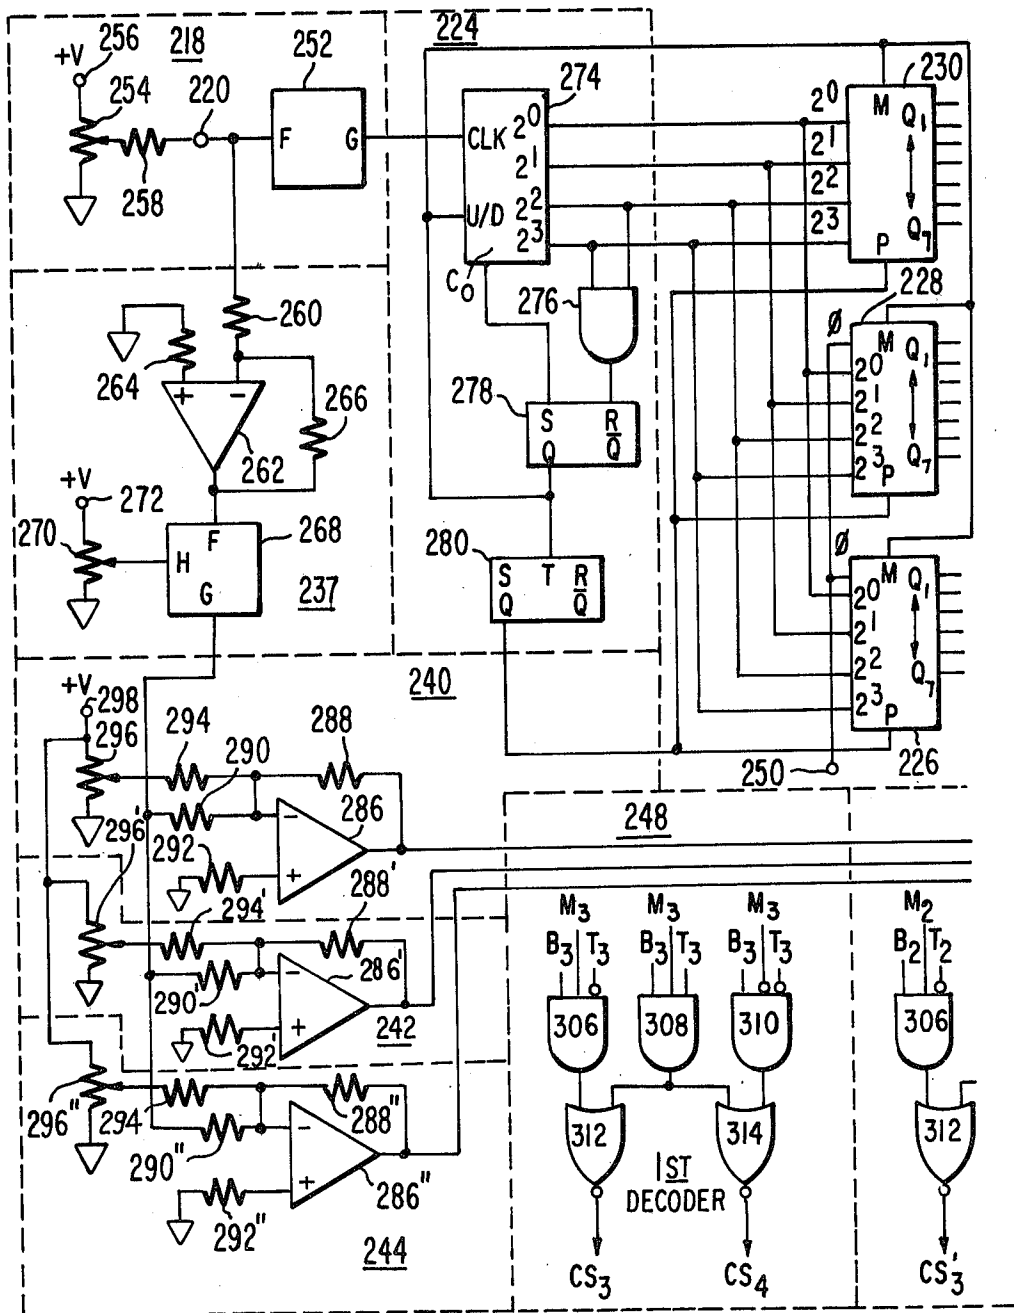 +V 256 218 252 224
254 220 274 230
F G CLK 2⁰ 2⁰ M Q₁
2¹ 2¹
258 U/D 2² 2² Q₇
2³ 2³ P
C₀ 276 228
260 Ø M Q₁
264 2⁰
+ − 266 278 S R 2¹
262 Q Q̅ 2² Q₇
+V 272 2³ P
270 F 268 280 Ø
H S T R M Q₁
G 237 Q Q̅ 2⁰
2¹
2² Q₇
+V 298 240 2³ P
296 294 290 288 250 226
286 248
296' −
292 +
294' 288' M₃ M₃ M₃ M₂
B₃ T₃ B₃ T₃ B₃ T₃ B₂ T₂
− 286'
290' + 242 306 308 310 306
292'
296" 294 288" 312 314 312
−
290" + 286" 1ST
DECODER
292" 244 CS₃ CS₄ CS₃'